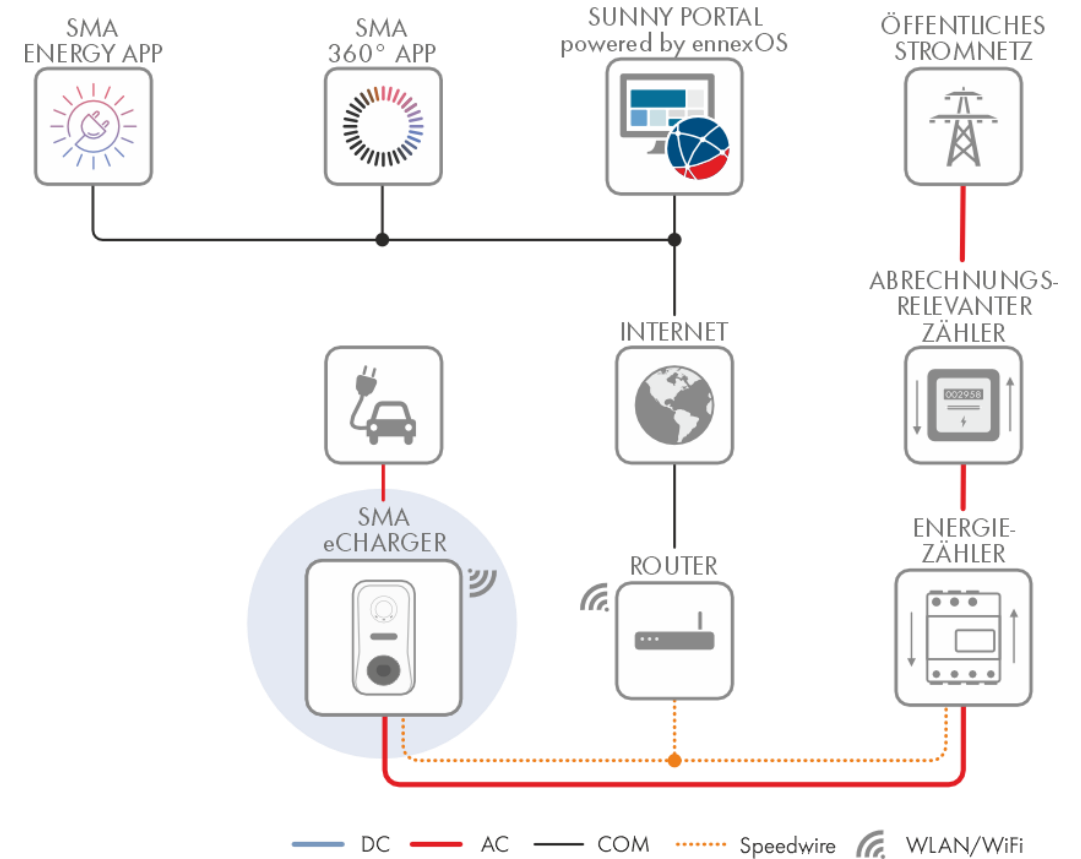 SMA
ENERGY APP
SMA
360° APP
SUNNY PORTAL
powered by ennexOS
ÖFFENTLICHES
STROMNETZ
ABRECHNUNGS-
RELEVANTER
ZÄHLER
INTERNET
002958
SMA
eCHARGER
ROUTER
ENERGIE-
ZÄHLER
DC AC COM Speedwire WLAN/WiFi